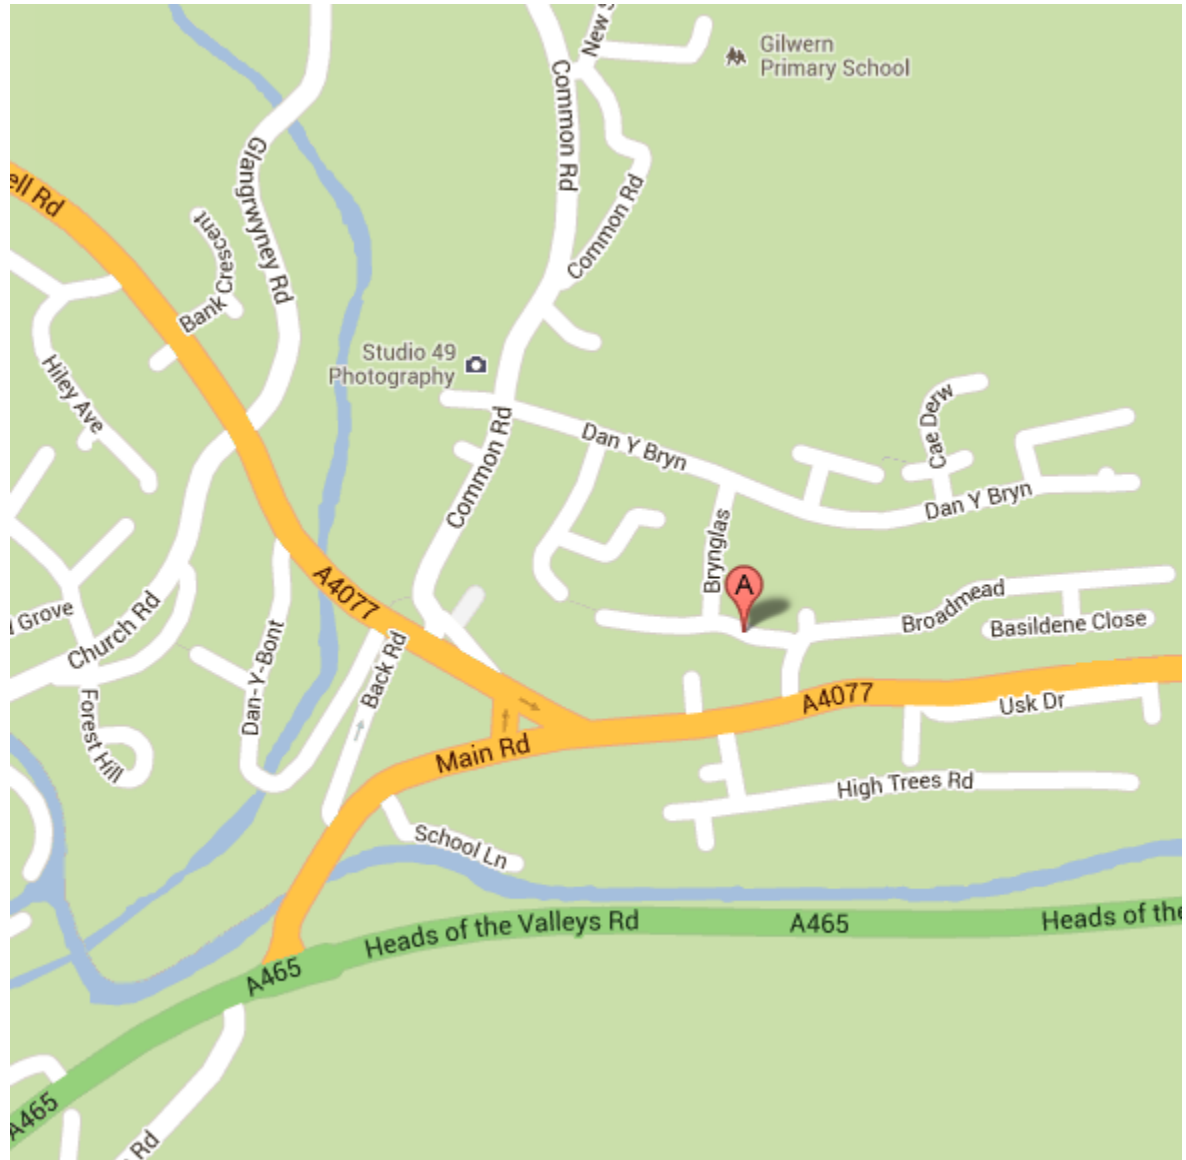 New S
Gilwern
Primary School
Common Rd
Glangrwyney Rd
ell Rd
Common Rd
Bank Crescent
Studio 49
Photography
Hiley Ave
Cae Derw
Dan Y Bryn
Common Rd
Dan Y Bryn
Brynglas
A4077
A
Grove
Church Rd
Broadmead
Basildene Close
Dan-Y-Bont
Back Rd
Forest Hill
A4077
Usk Dr
Main Rd
High Trees Rd
School Ln
Heads of the Valleys Rd
A465
Heads of the
A465
A465
Rd